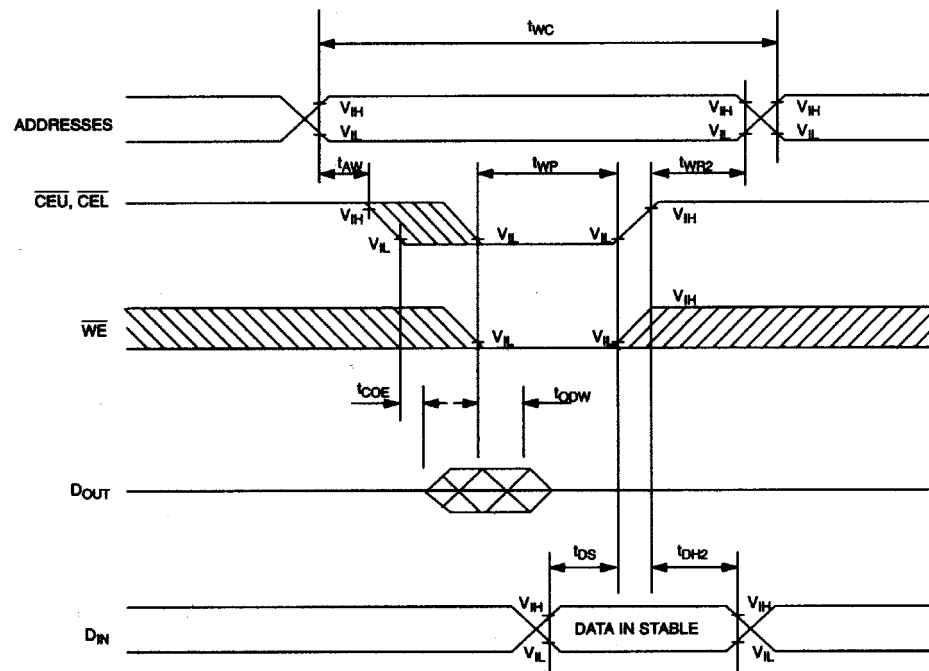 tWC
ADDRESSES
VIH VIH VIH
VIL VIL VIL
tAW tWP tWR2
CEU, CEL
VIH VIH
VIL VIL VIL
VIH
WE
VIL VIL
tCOE tODW
DOUT
tDS tDH2
VIH VIH
DIN DATA IN STABLE
VIL VIL